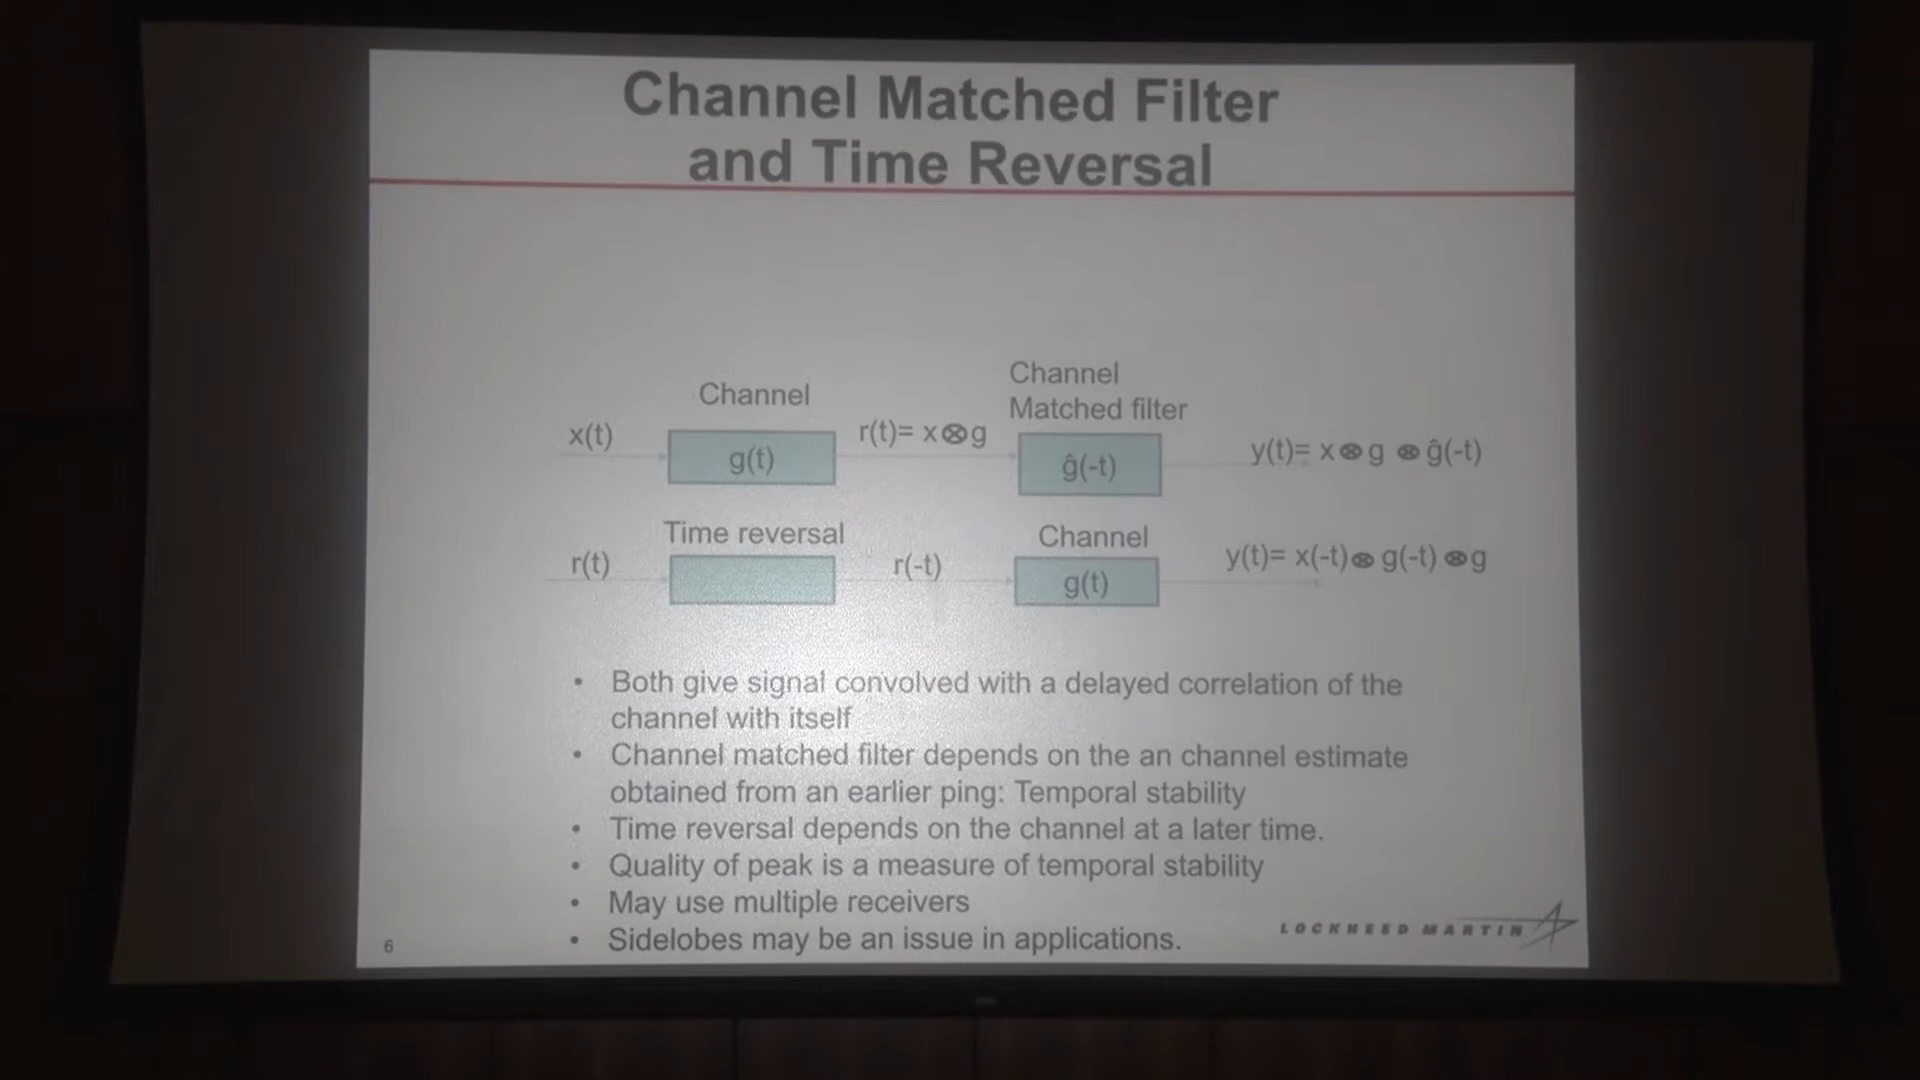 Channel Matched Filter
and Time Reversal
Channel
Channel
Matched filter
x(t)
g(t)
r(t)= x⊗g
ĝ(-t)
y(t)= x⊗g ⊗ĝ(-t)
Time reversal
Channel
r(t)
r(-t)
g(t)
y(t)= x(-t)⊗ g(-t) ⊗g
• Both give signal convolved with a delayed correlation of the
channel with itself
• Channel matched filter depends on the an channel estimate
obtained from an earlier ping: Temporal stability
• Time reversal depends on the channel at a later time.
• Quality of peak is a measure of temporal stability
• May use multiple receivers
• Sidelobes may be an issue in applications.
LOCKHEED MARTIN
6